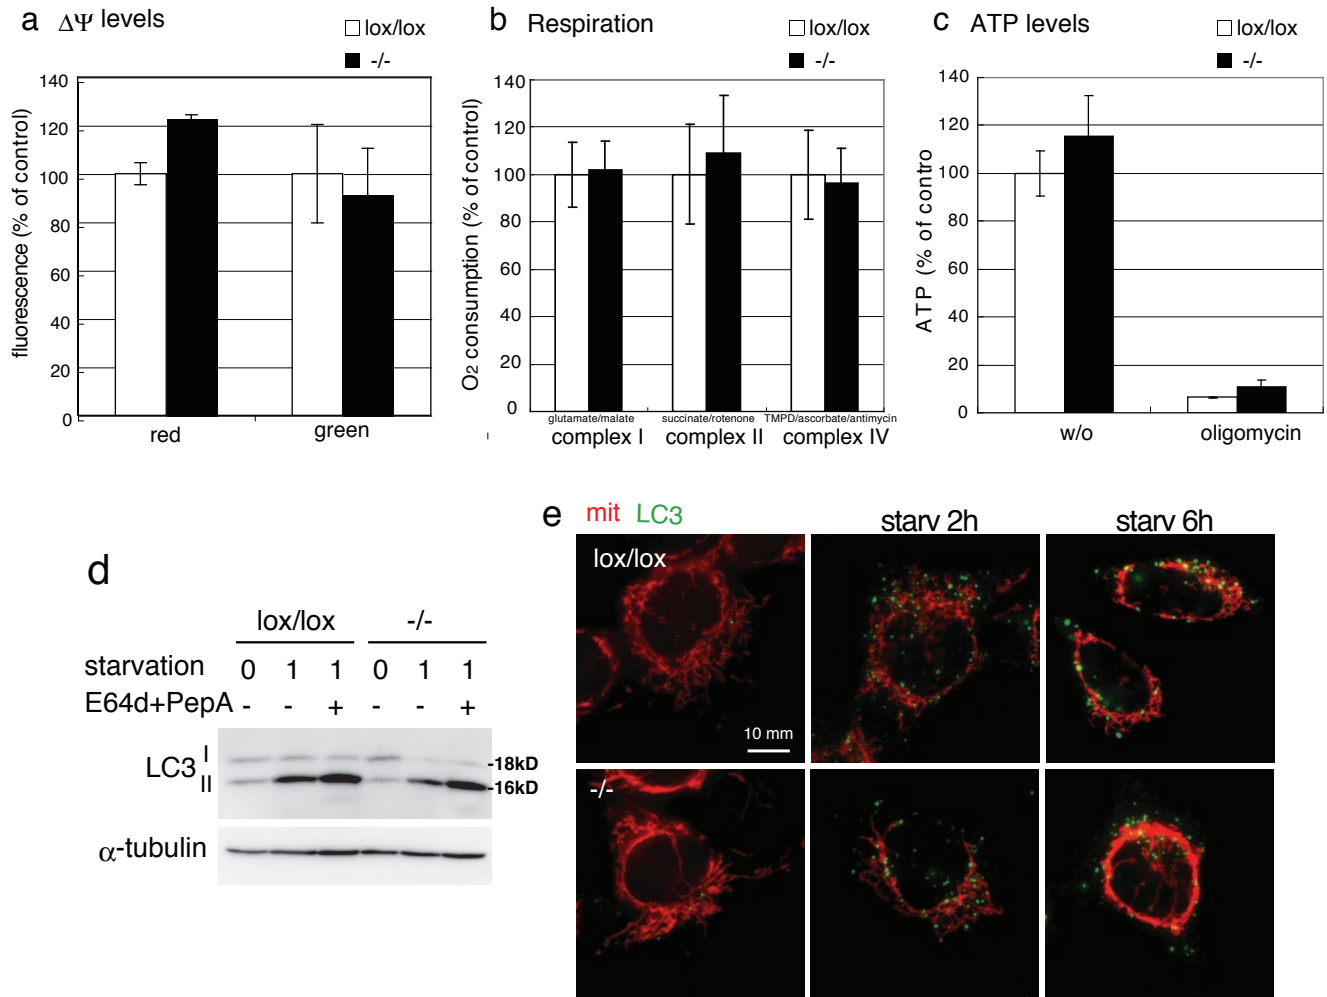 a ΔΨ levels
lox/lox
-/-
fluorescence (% of control)
140
120
100
80
60
40
20
0
red
green
b Respiration
lox/lox
-/-
O2 consumption (% of control)
140
120
100
80
60
40
20
0
glutamate/malate
succinate/rotenone
TMPD/ascorbate/antimycin
complex I
complex II
complex IV
c ATP levels
lox/lox
-/-
ATP (% of contro
140
120
100
80
60
40
20
0
w/o
oligomycin
d
lox/lox -/-
starvation 0 1 1 0 1 1
E64d+PepA - - + - - +
LC3 I
II
-18kD
-16kD
α-tubulin
e mit LC3
starv 2h
starv 6h
lox/lox
10 mm
-/-